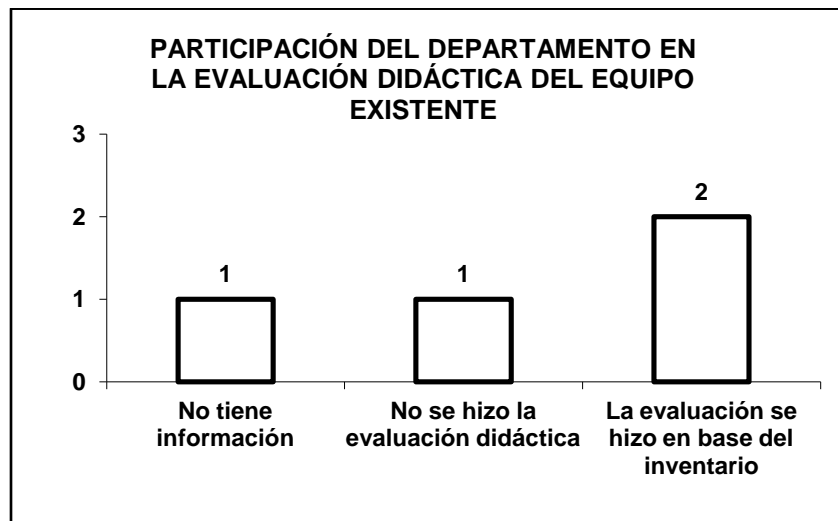 PARTICIPACIÓN DEL DEPARTAMENTO EN
LA EVALUACIÓN DIDÁCTICA DEL EQUIPO
EXISTENTE
3
2
1
0
1
1
2
No tiene
información
No se hizo la
evaluación didáctica
La evaluación se
hizo en base del
inventario